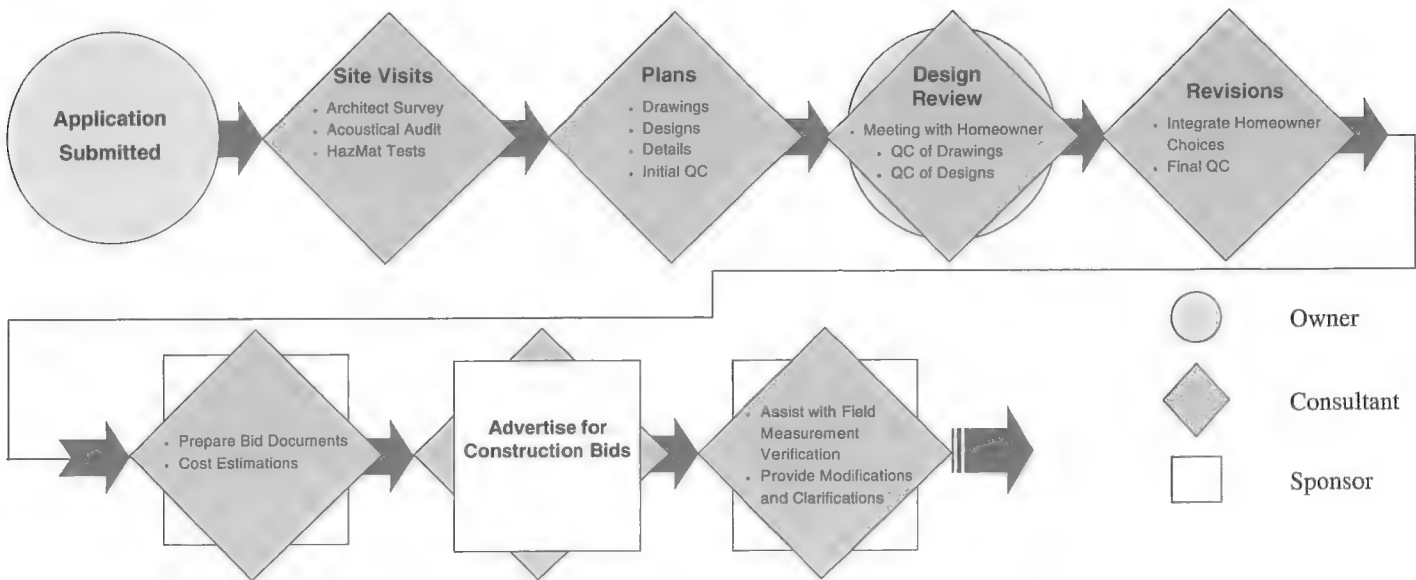 Application
Submitted
Site Visits
• Architect Survey
• Acoustical Audit
• HazMat Tests
Plans
• Drawings
• Designs
• Details
• Initial QC
Design
Review
• Meeting with Homeowner
• QC of Drawings
• QC of Designs
Revisions
• Integrate Homeowner
Choices
• Final QC
• Prepare Bid Documents
• Cost Estimations
Advertise for
Construction Bids
• Assist with Field
Measurement
Verification
• Provide Modifications
and Clarifications
Owner
Consultant
Sponsor